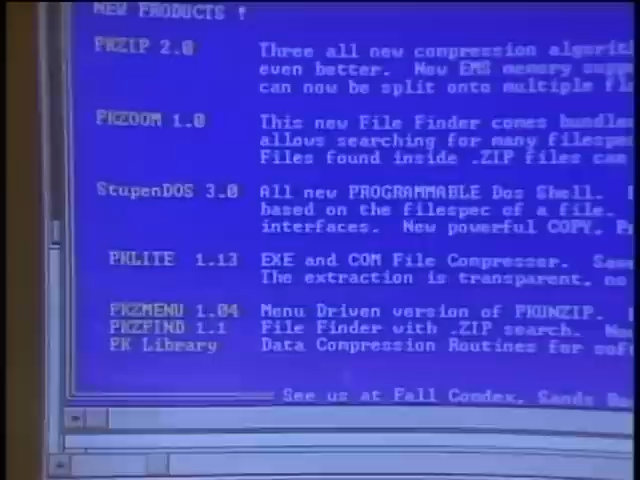 NEW PRODUCTS !
PKZIP 2.0 Three all new compression
even better. New EMS memory
can now be split onto multiple
PKZOOM 1.0 This new File Finder comes
allows searching for many
Files found inside .ZIP files can
StupenDOS 3.0 All new PROGRAMMABLE Dos Shell.
based on the filespec of a file.
interfaces. New powerful COPY,
PKLITE 1.13 EXE and COM File Compressor.
The extraction is transparent, no
PKZMENU 1.04 Menu Driven version of PKUNZIP.
PKZFIND 1.1 File Finder with .ZIP search.
PK Library Data Compression Routines for
See us at Fall Comdex, Sands